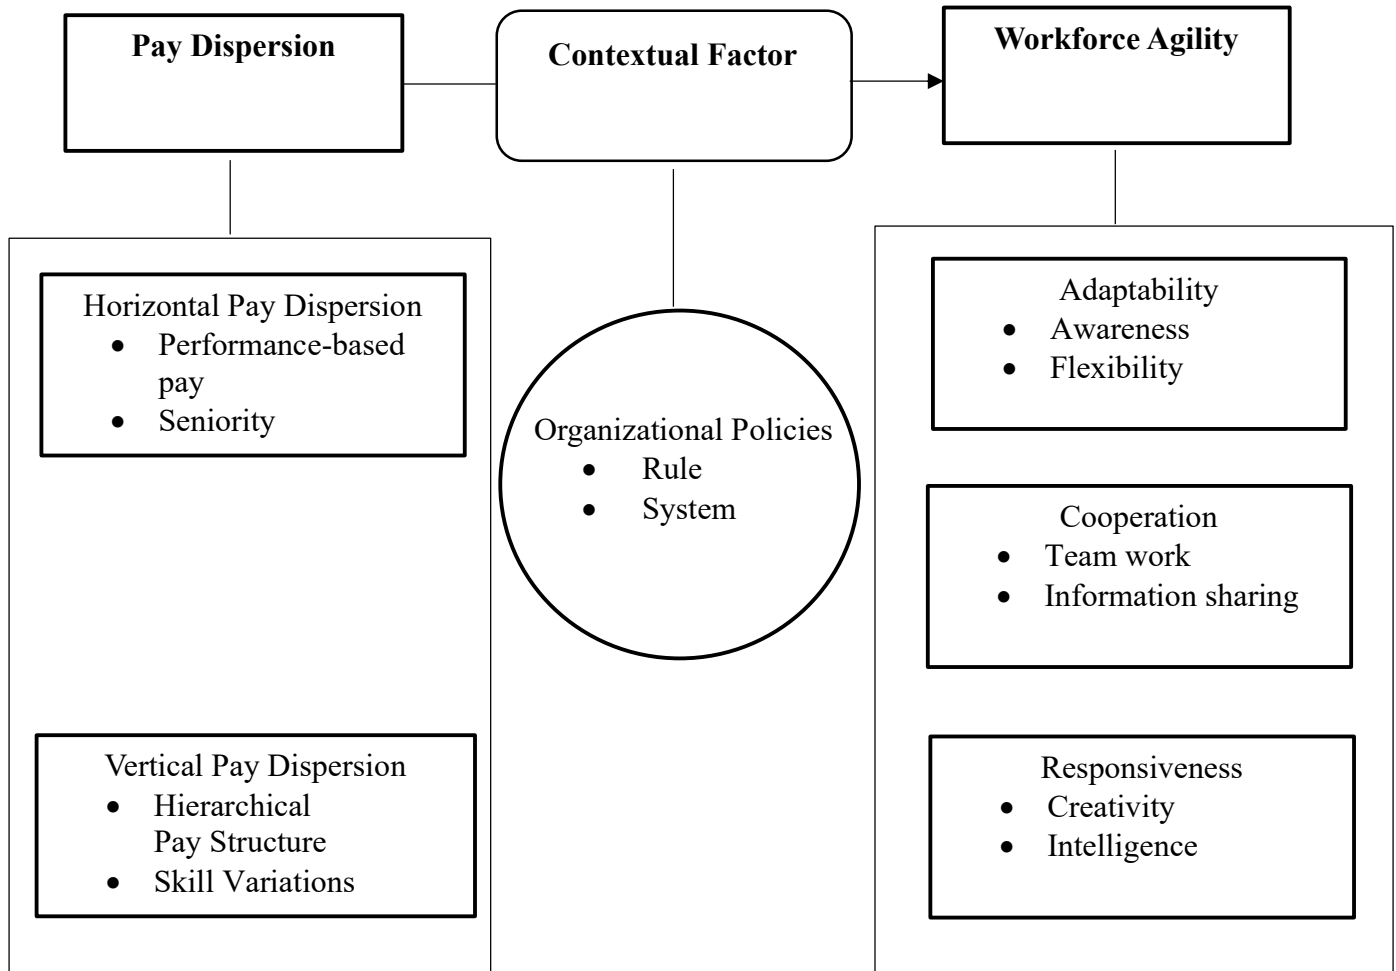 Pay Dispersion
Contextual Factor
Workforce Agility
Horizontal Pay Dispersion
• Performance-based
pay
• Seniority
Vertical Pay Dispersion
• Hierarchical
Pay Structure
• Skill Variations
Organizational Policies
• Rule
• System
Adaptability
• Awareness
• Flexibility
Cooperation
• Team work
• Information sharing
Responsiveness
• Creativity
• Intelligence